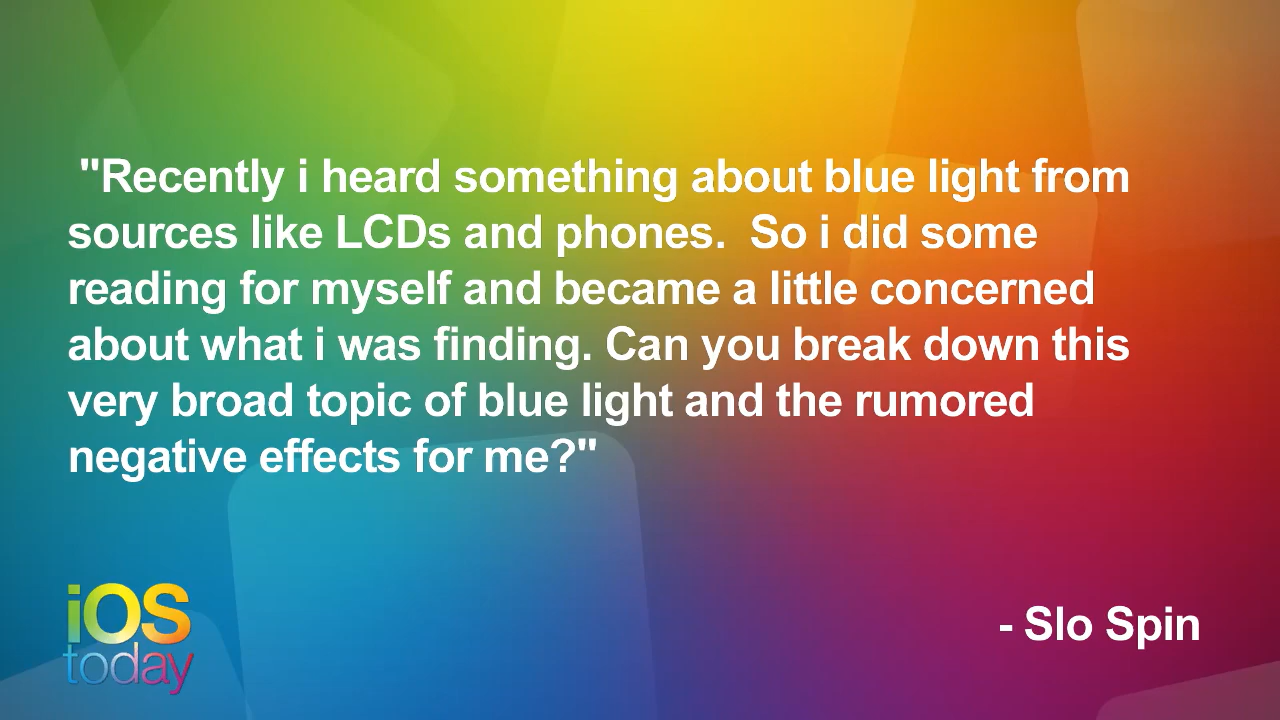 "Recently i heard something about blue light from
sources like LCDs and phones.  So i did some
reading for myself and became a little concerned
about what i was finding. Can you break down this
very broad topic of blue light and the rumored
negative effects for me?"
iOS
today
- Slo Spin